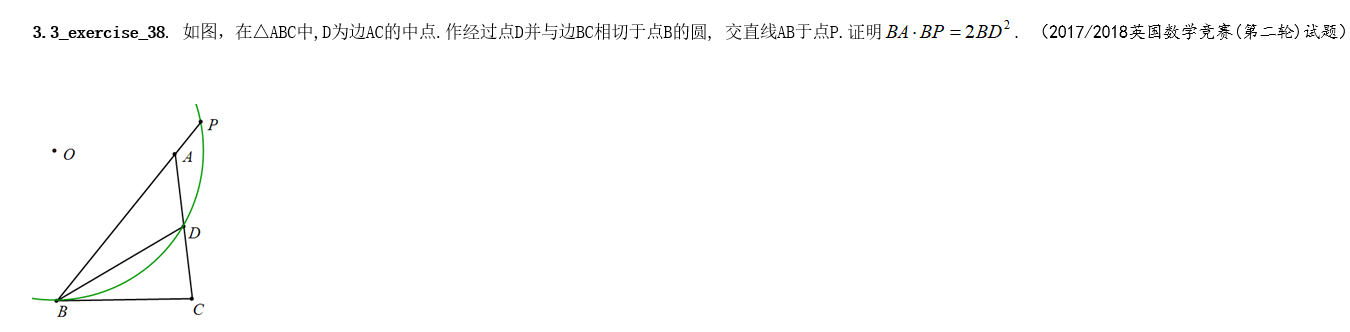 3.3_exercise_38. 如图，在△ABC中,D为边AC的中点.作经过点D并与边BC相切于点B的圆, 交直线AB于点P.证明 $BA \cdot BP = 2BD^2$. （2017/2018英国数学竞赛(第二轮)试题）
P
O
A
D
B
C